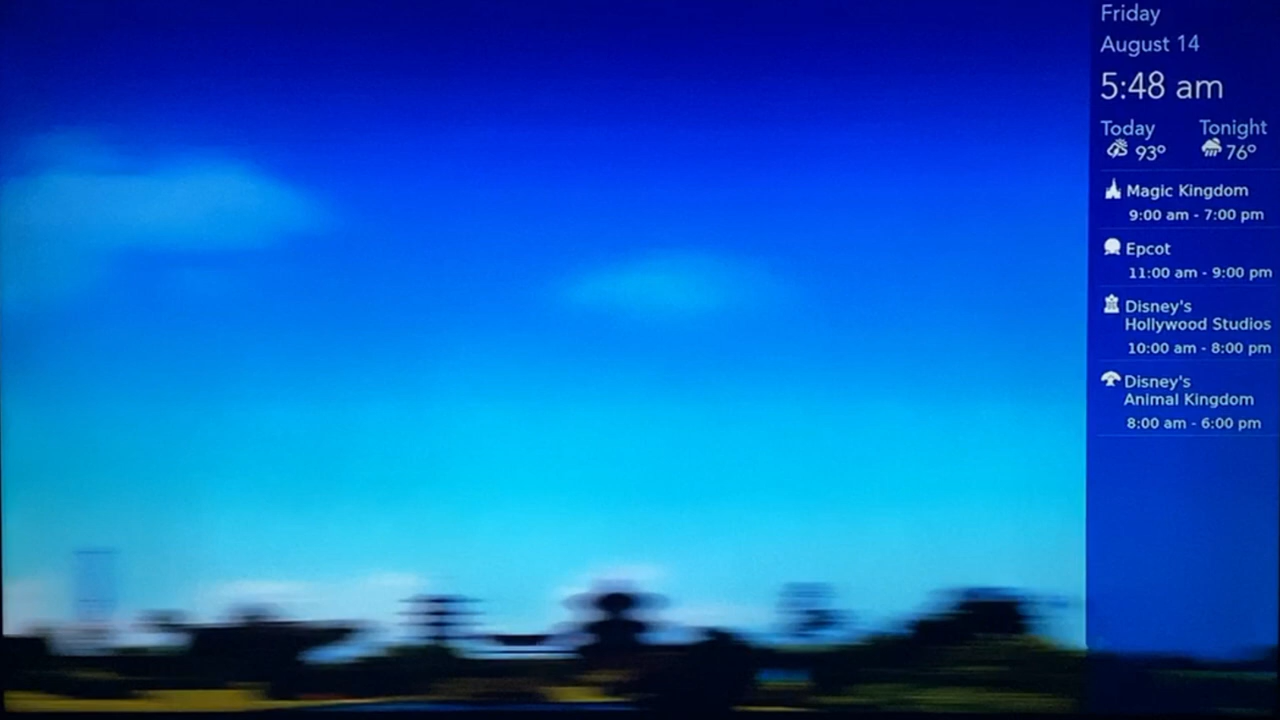 Friday
August 14
5:48 am
Today Tonight
93° 76°
Magic Kingdom
9:00 am - 7:00 pm
Epcot
11:00 am - 9:00 pm
Disney's
Hollywood Studios
10:00 am - 8:00 pm
Disney's
Animal Kingdom
8:00 am - 6:00 pm